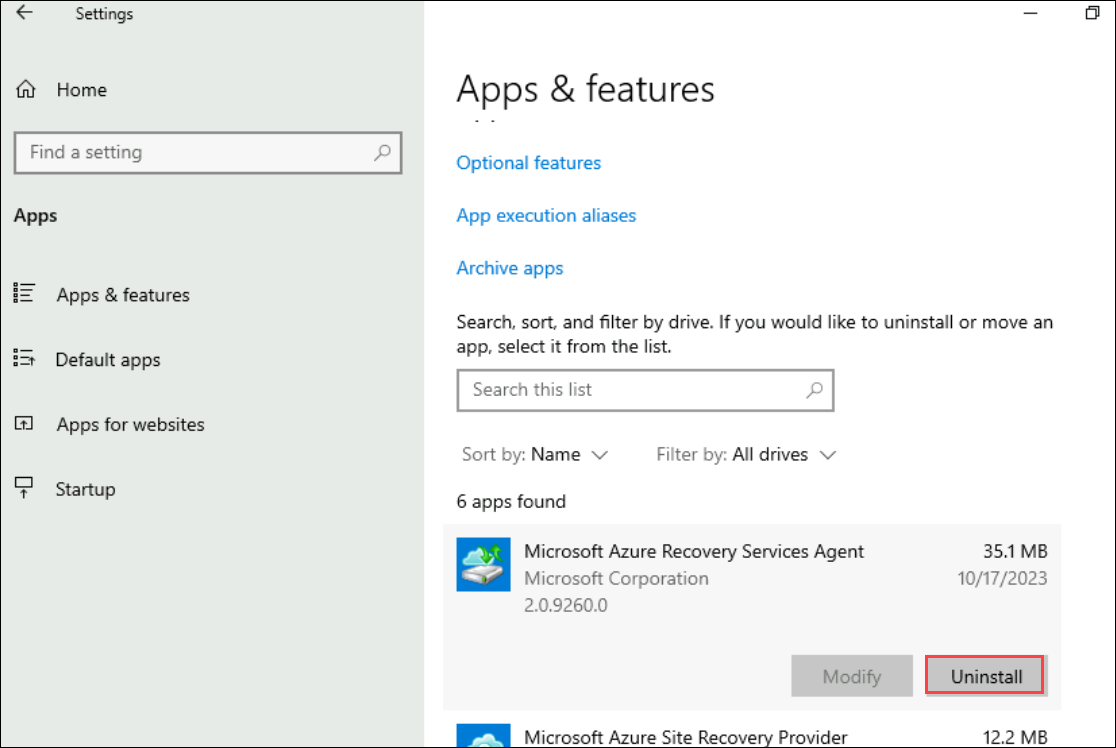 Settings
Home
Find a setting
Apps
Apps & features
Default apps
Apps for websites
Startup
Apps & features
Optional features
App execution aliases
Archive apps
Search, sort, and filter by drive. If you would like to uninstall or move an
app, select it from the list.
Search this list
Sort by: Name Filter by: All drives
6 apps found
Microsoft Azure Recovery Services Agent 35.1 MB
Microsoft Corporation 10/17/2023
2.0.9260.0
Modify Uninstall
Microsoft Azure Site Recovery Provider 12.2 MB